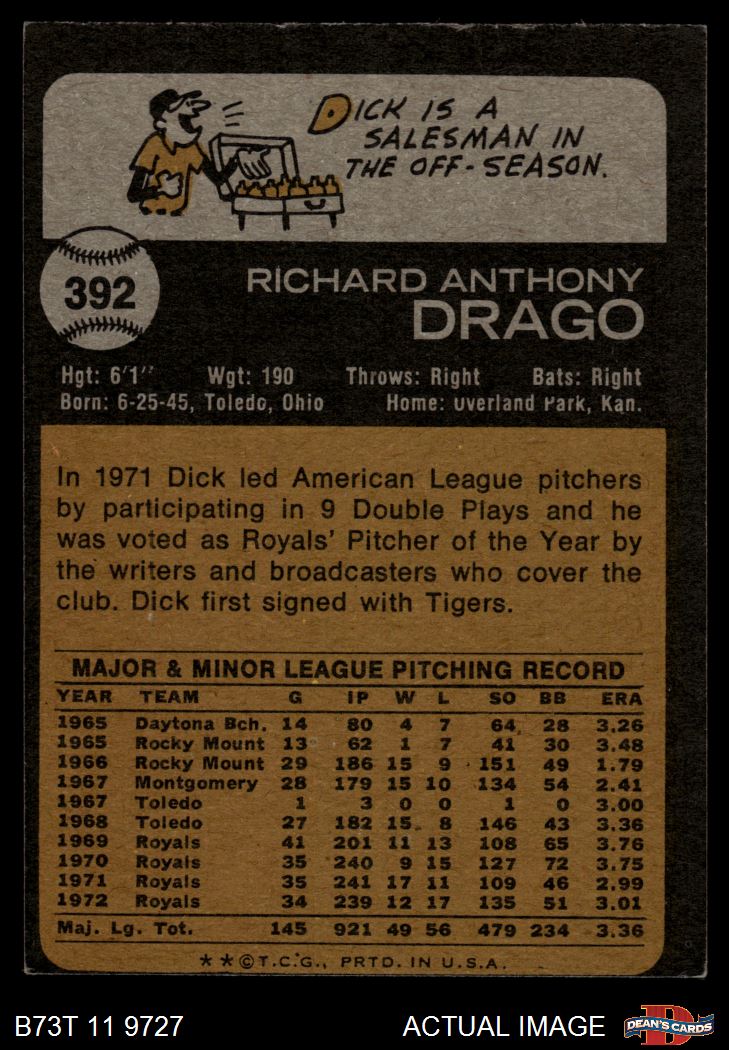 DICK IS A
SALESMAN IN
THE OFF-SEASON.
392
RICHARD ANTHONY
DRAGO
Hgt: 6'1" Wgt: 190 Throws: Right Bats: Right
Born: 6-25-45, Toledo, Ohio Home: Overland Park, Kan.
In 1971 Dick led American League pitchers
by participating in 9 Double Plays and he
was voted as Royals' Pitcher of the Year by
the writers and broadcasters who cover the
club. Dick first signed with Tigers.
MAJOR & MINOR LEAGUE PITCHING RECORD
YEAR TEAM G IP W L SO BB ERA
1965 Daytona Bch. 14 80 4 7 64 28 3.26
1965 Rocky Mount 13 62 1 7 41 30 3.48
1966 Rocky Mount 29 186 15 9 151 49 1.79
1967 Montgomery 28 179 15 10 134 54 2.41
1967 Toledo 1 3 0 0 1 0 3.00
1968 Toledo 27 182 15 8 146 43 3.36
1969 Royals 41 201 11 13 108 65 3.76
1970 Royals 35 240 9 15 127 72 3.75
1971 Royals 35 241 17 11 109 46 2.99
1972 Royals 34 239 12 17 135 51 3.01
Maj. Lg. Tot. 145 921 49 56 479 234 3.36
**©T.C.G., PRTD. IN U.S.A.
B73T 11 9727 ACTUAL IMAGE DEAN'S CARDS